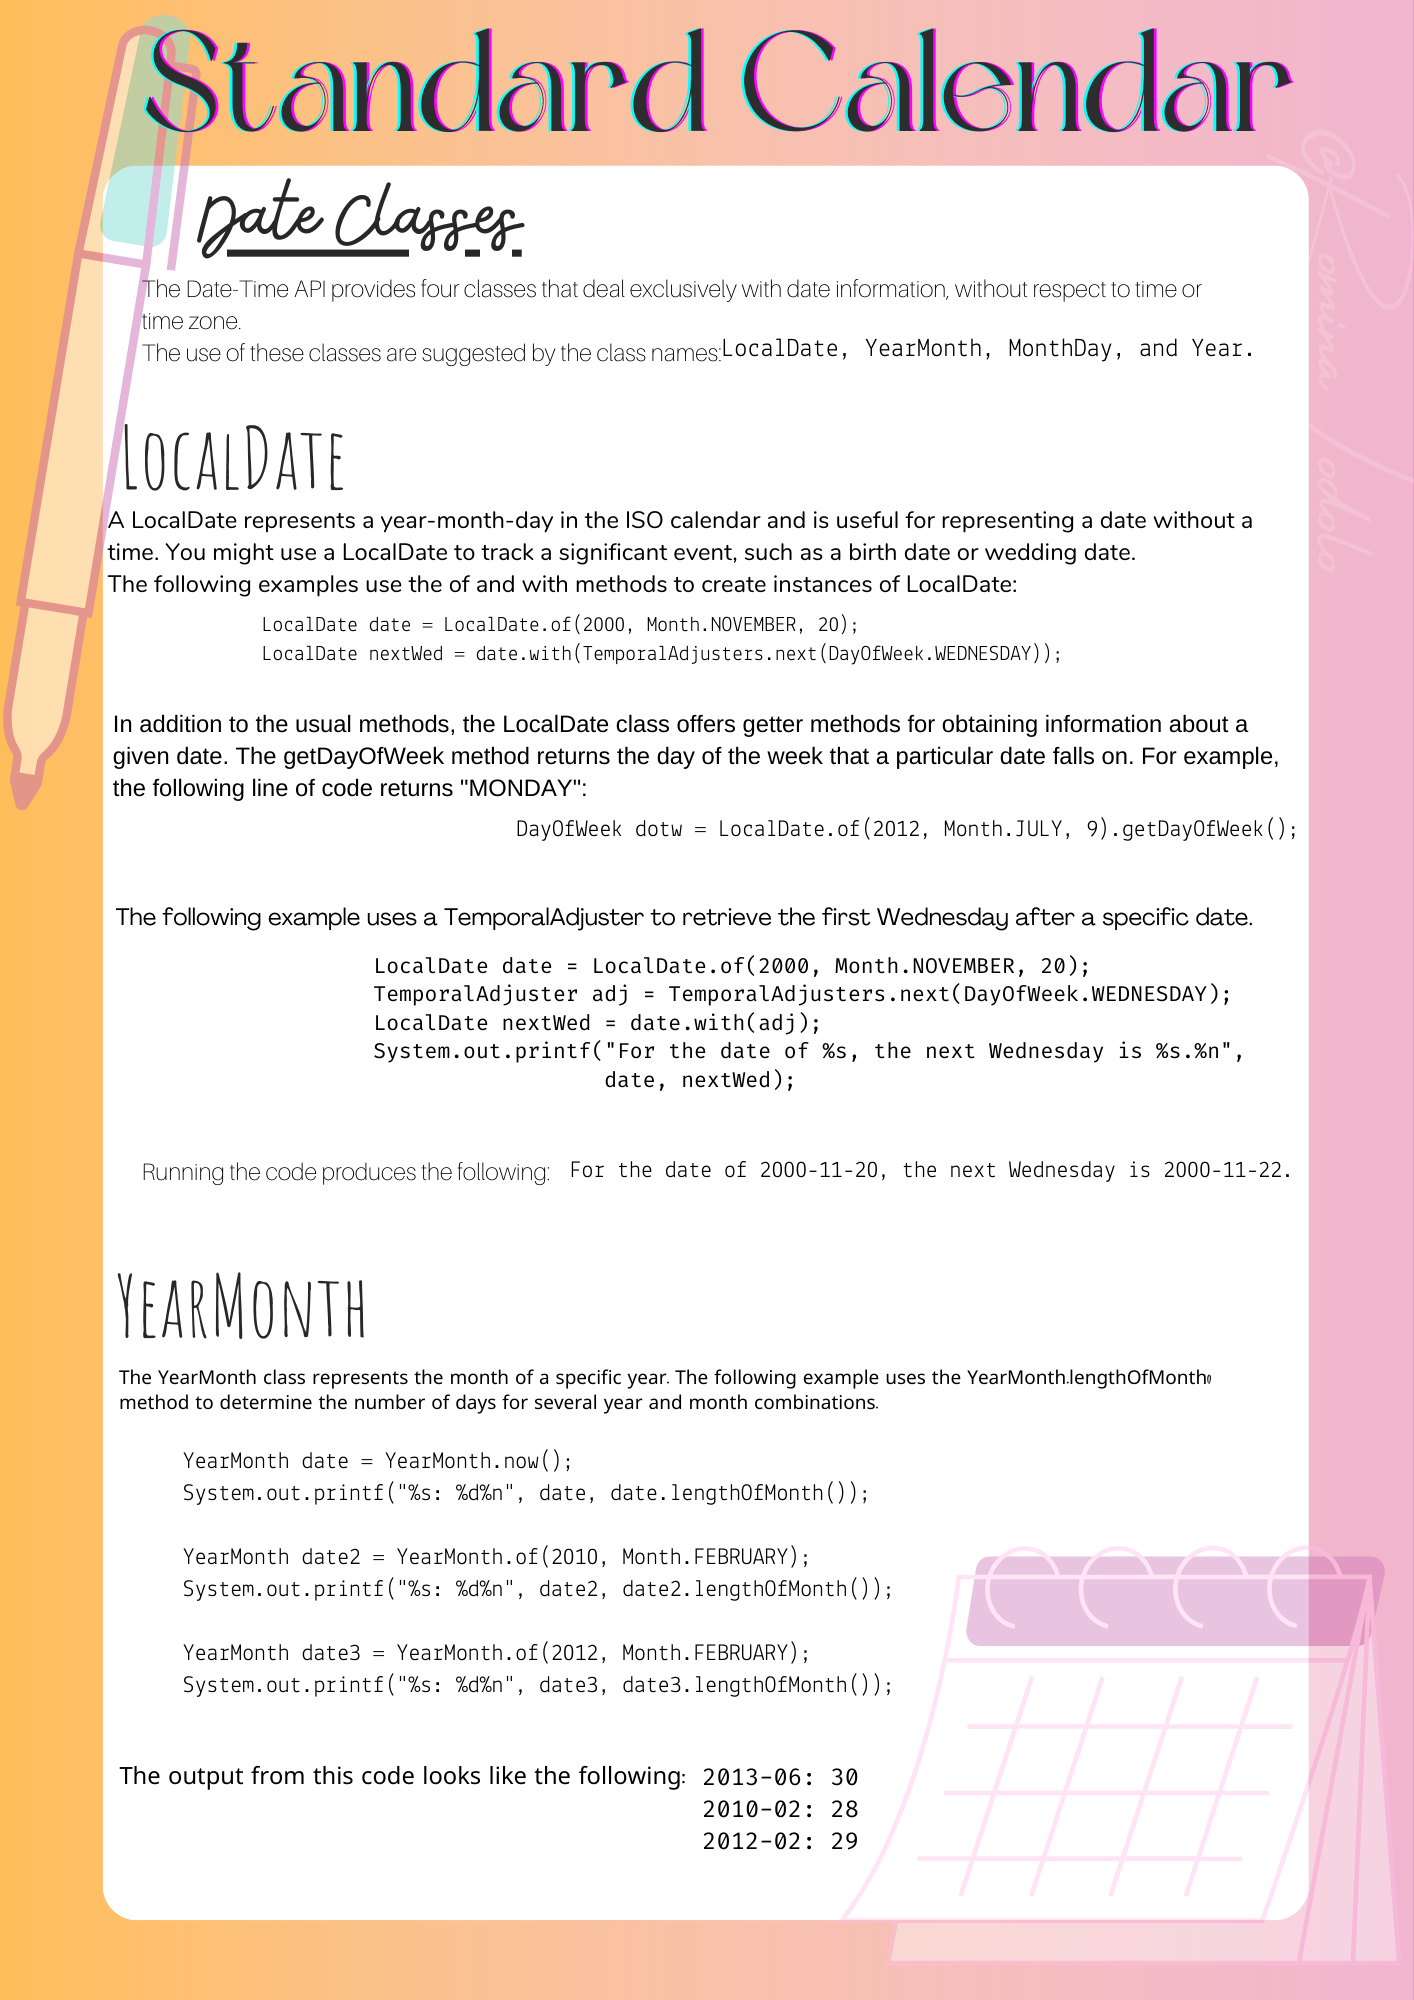 Standard Calendar
Date Classes
The Date-Time API provides four classes that deal exclusively with date information, without respect to time or
time zone.
The use of these classes are suggested by the class names:LocalDate, YearMonth, MonthDay, and Year.
LocalDate
A LocalDate represents a year-month-day in the ISO calendar and is useful for representing a date without a
time. You might use a LocalDate to track a significant event, such as a birth date or wedding date.
The following examples use the of and with methods to create instances of LocalDate:
LocalDate date = LocalDate.of(2000, Month.NOVEMBER, 20);
LocalDate nextWed = date.with(TemporalAdjusters.next(DayOfWeek.WEDNESDAY));
In addition to the usual methods, the LocalDate class offers getter methods for obtaining information about a
given date. The getDayOfWeek method returns the day of the week that a particular date falls on. For example,
the following line of code returns "MONDAY":
DayOfWeek dotw = LocalDate.of(2012, Month.JULY, 9).getDayOfWeek();
The following example uses a TemporalAdjuster to retrieve the first Wednesday after a specific date.
LocalDate date = LocalDate.of(2000, Month.NOVEMBER, 20);
TemporalAdjuster adj = TemporalAdjusters.next(DayOfWeek.WEDNESDAY);
LocalDate nextWed = date.with(adj);
System.out.printf("For the date of %s, the next Wednesday is %s.%n",
date, nextWed);
Running the code produces the following: For the date of 2000-11-20, the next Wednesday is 2000-11-22.
YearMonth
The YearMonth class represents the month of a specific year. The following example uses the YearMonth.lengthOfMonth()
method to determine the number of days for several year and month combinations.
YearMonth date = YearMonth.now();
System.out.printf("%s: %d%n", date, date.lengthOfMonth());
YearMonth date2 = YearMonth.of(2010, Month.FEBRUARY);
System.out.printf("%s: %d%n", date2, date2.lengthOfMonth());
YearMonth date3 = YearMonth.of(2012, Month.FEBRUARY);
System.out.printf("%s: %d%n", date3, date3.lengthOfMonth());
The output from this code looks like the following: 2013-06: 30
2010-02: 28
2012-02: 29
@Romina Lodolo